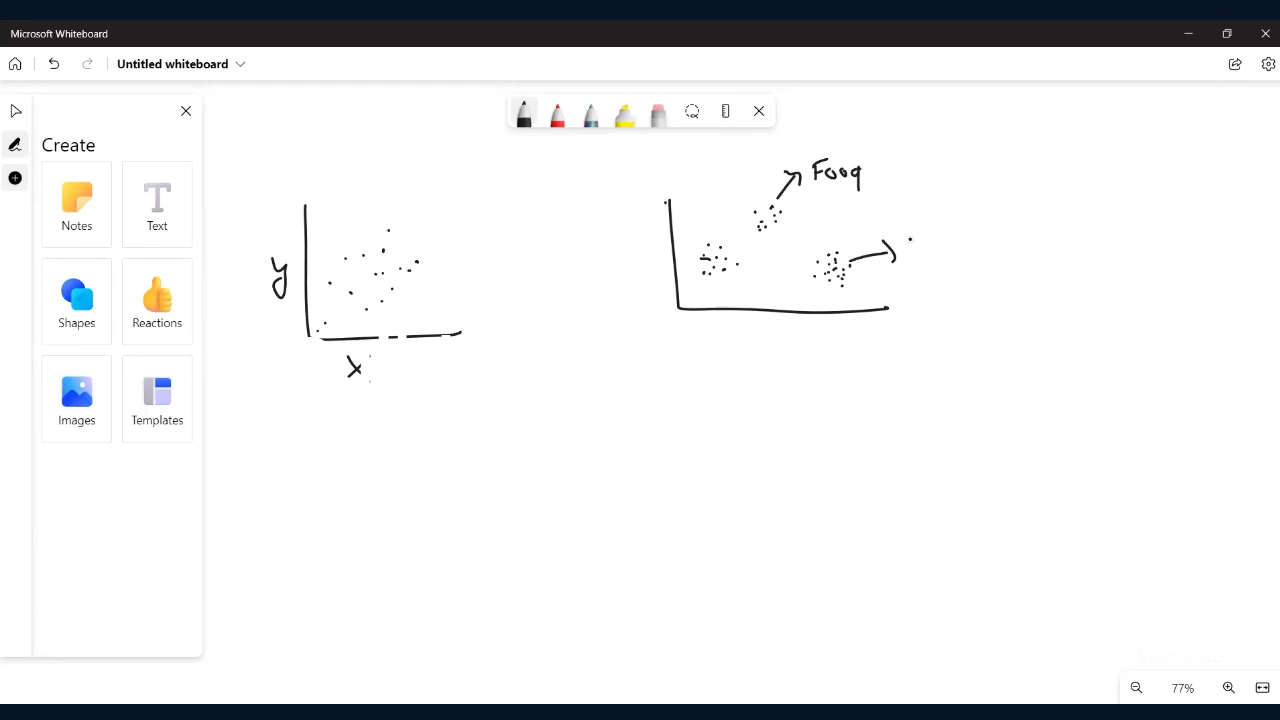 Microsoft Whiteboard
Untitled whiteboard
Create
Notes
Text
Shapes
Reactions
Images
Templates
y
x
Food
77%